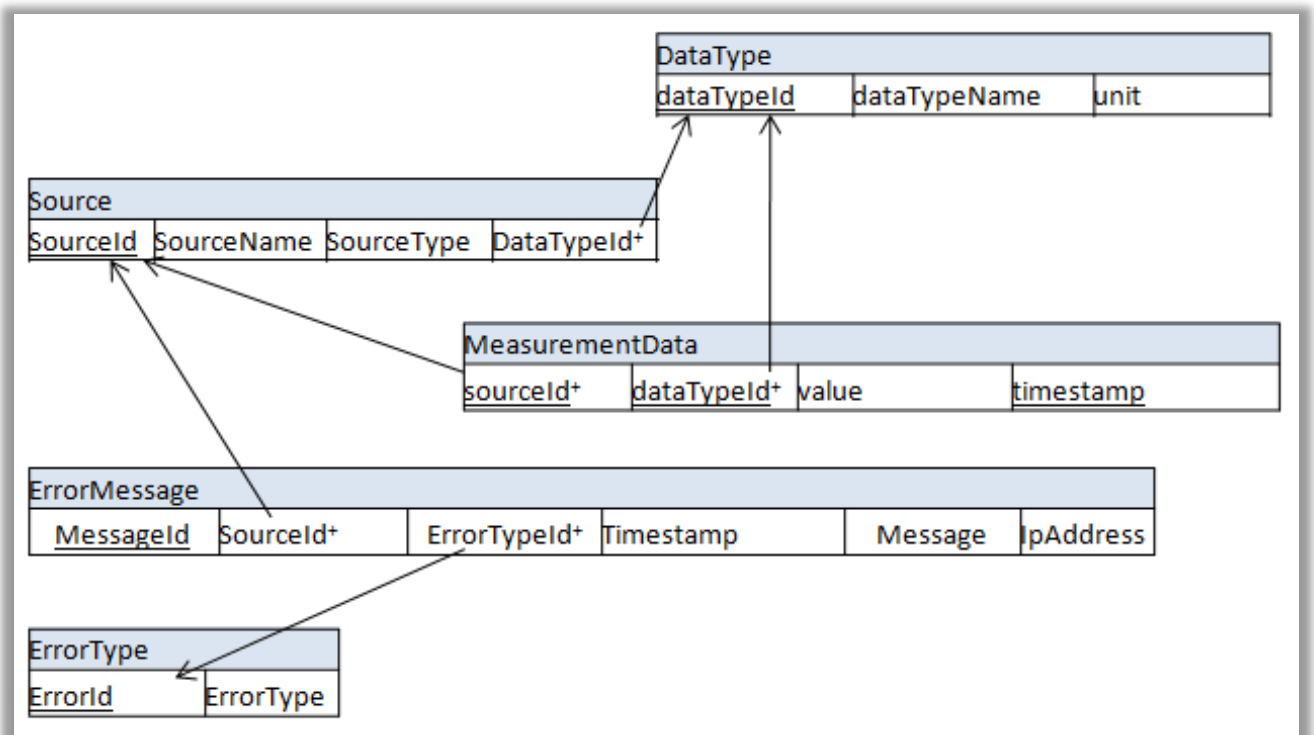 DataType
dataTypeId dataTypeName unit
Source
SourceId SourceName SourceType DataTypeId+
MeasurementData
sourceId+ dataTypeId+ value timestamp
ErrorMessage
MessageId SourceId+ ErrorTypeId+ Timestamp Message IpAddress
ErrorType
ErrorId ErrorType